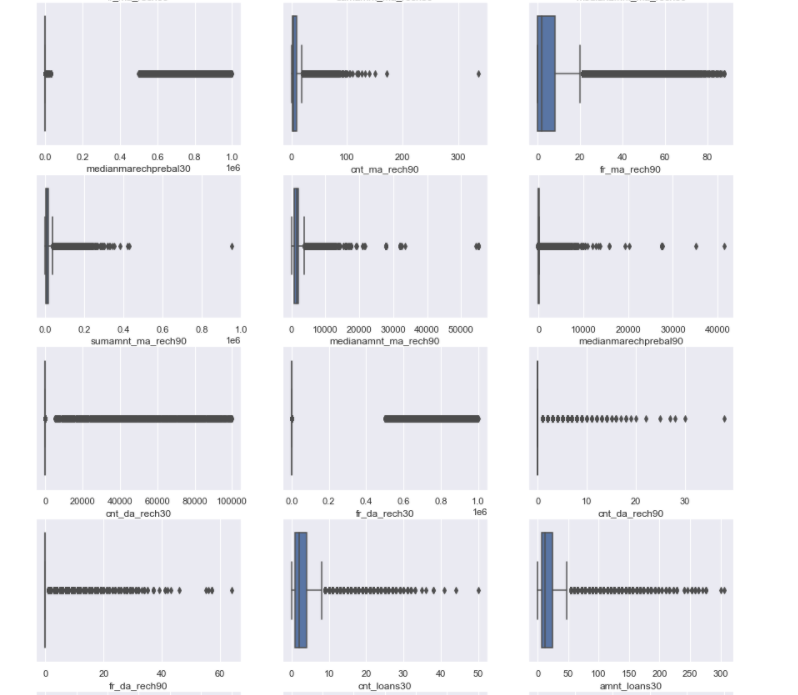 0.0 0.2 0.4 0.6 0.8 1.0 0 100 200 300 0 20 40 60 80
medianmarechprebal30 1e6 cnt_ma_rech90 fr_ma_rech90
0.0 0.2 0.4 0.6 0.8 1.0 0 10000 20000 30000 40000 50000 0 10000 20000 30000 40000
sumamnt_ma_rech90 1e6 medianamnt_ma_rech90 medianmarechprebal90
0 20000 40000 60000 80000 100000 0.0 0.2 0.4 0.6 0.8 1.0 0 10 20 30
cnt_da_rech30 fr_da_rech30 1e6 cnt_da_rech90
0 20 40 60 0 10 20 30 40 50 0 50 100 150 200 250 300
fr_da_rech90 cnt_loans30 amnt_loans30